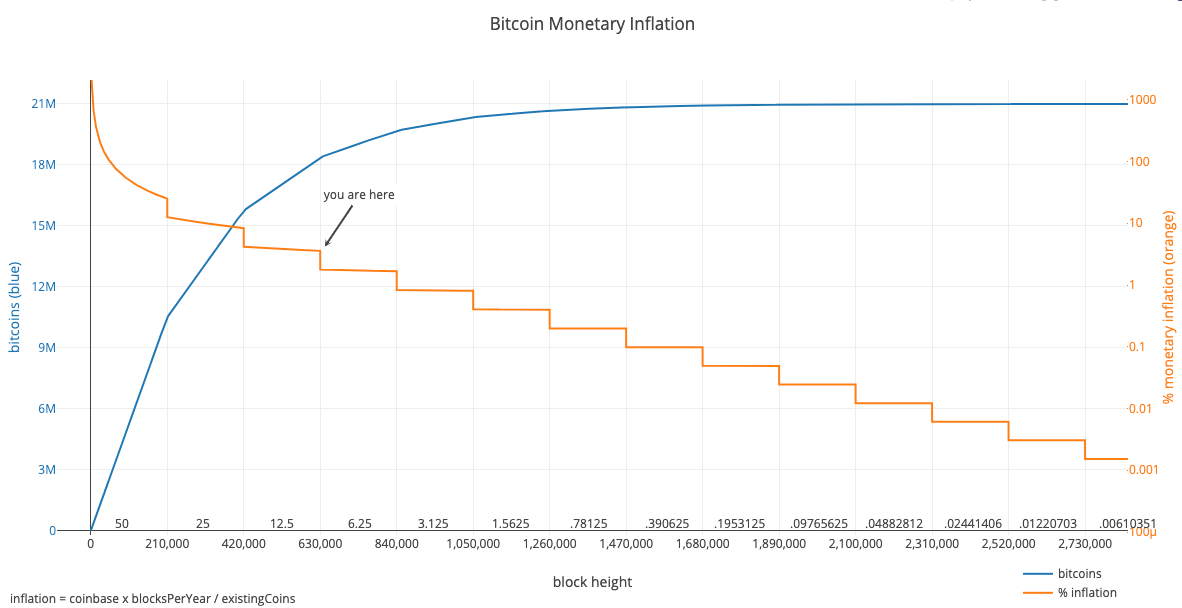 Bitcoin Monetary Inflation
21M
18M
15M
12M
9M
6M
3M
0
bitcoins (blue)
you are here
1000
100
10
1
0.1
0.01
0.001
100µ
% monetary inflation (orange)
50 25 12.5 6.25 3.125 1.5625 .78125 .390625 .1953125 .09765625 .04882812 .02441406 .01220703 .00610351
0 210,000 420,000 630,000 840,000 1,050,000 1,260,000 1,470,000 1,680,000 1,890,000 2,100,000 2,310,000 2,520,000 2,730,000
block height
bitcoins
% inflation
inflation = coinbase x blocksPerYear / existingCoins